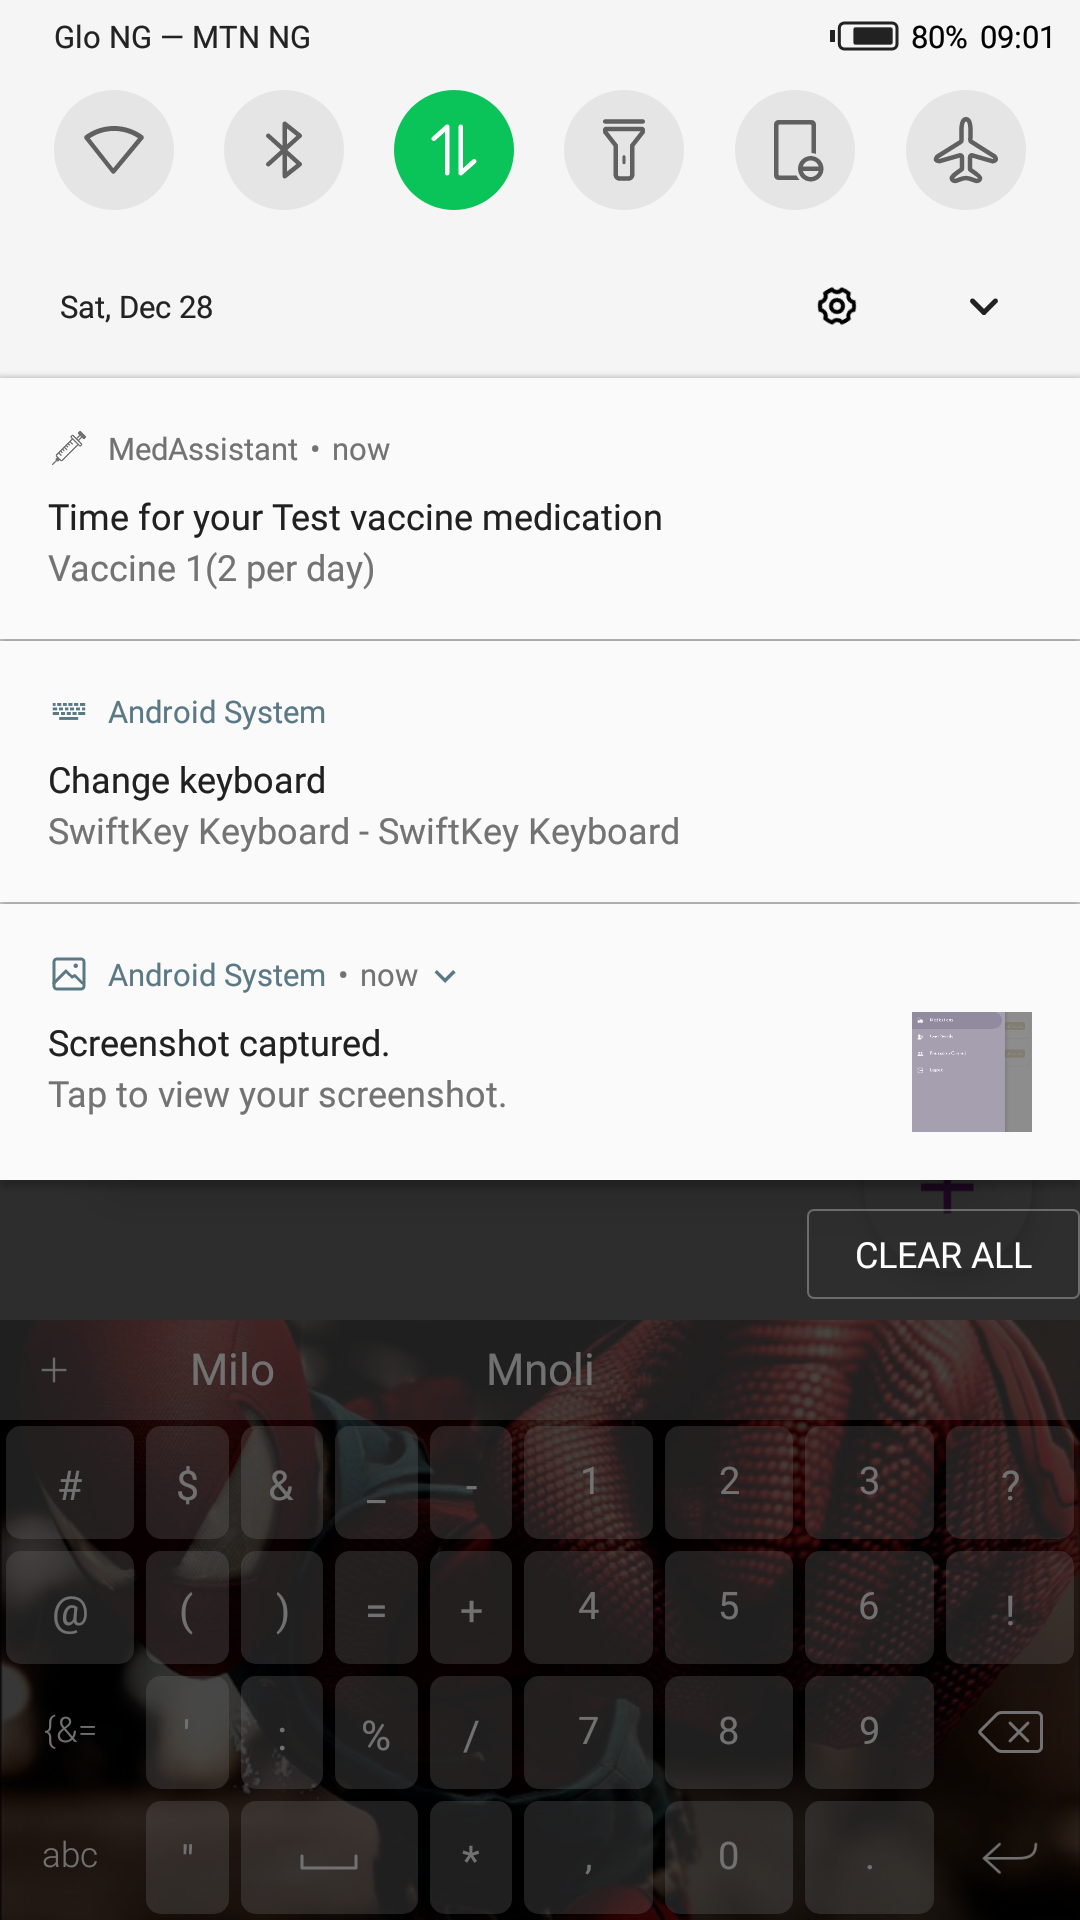 Glo NG — MTN NG 80% 09:01
Sat, Dec 28
MedAssistant • now
Time for your Test vaccine medication
Vaccine 1(2 per day)
Android System
Change keyboard
SwiftKey Keyboard - SwiftKey Keyboard
Android System • now
Screenshot captured.
Tap to view your screenshot.
CLEAR ALL
+ Milo Mnoli
# $ & _ - 1 2 3 ?
@ ( ) = + 4 5 6 !
{&= ' : % / 7 8 9
abc " * , 0 .